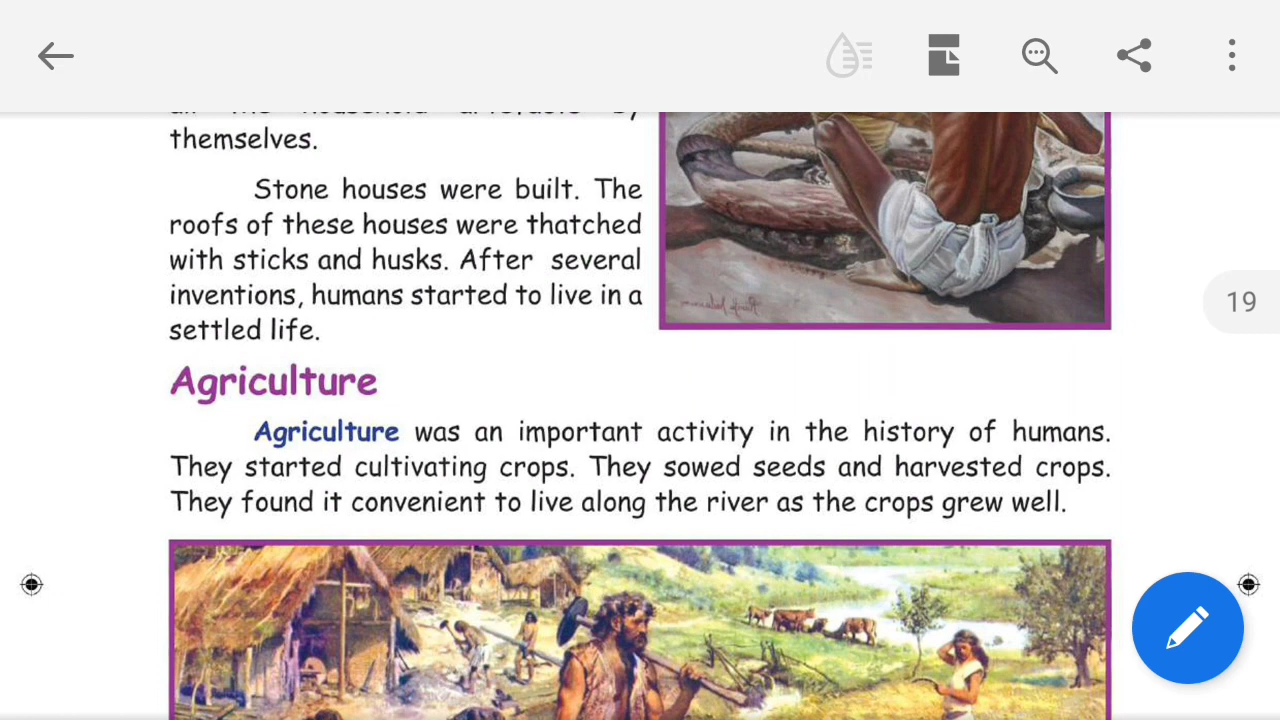 themselves.
Stone houses were built. The
roofs of these houses were thatched
with sticks and husks. After several
inventions, humans started to live in a
settled life.
19
Agriculture
Agriculture was an important activity in the history of humans.
They started cultivating crops. They sowed seeds and harvested crops.
They found it convenient to live along the river as the crops grew well.